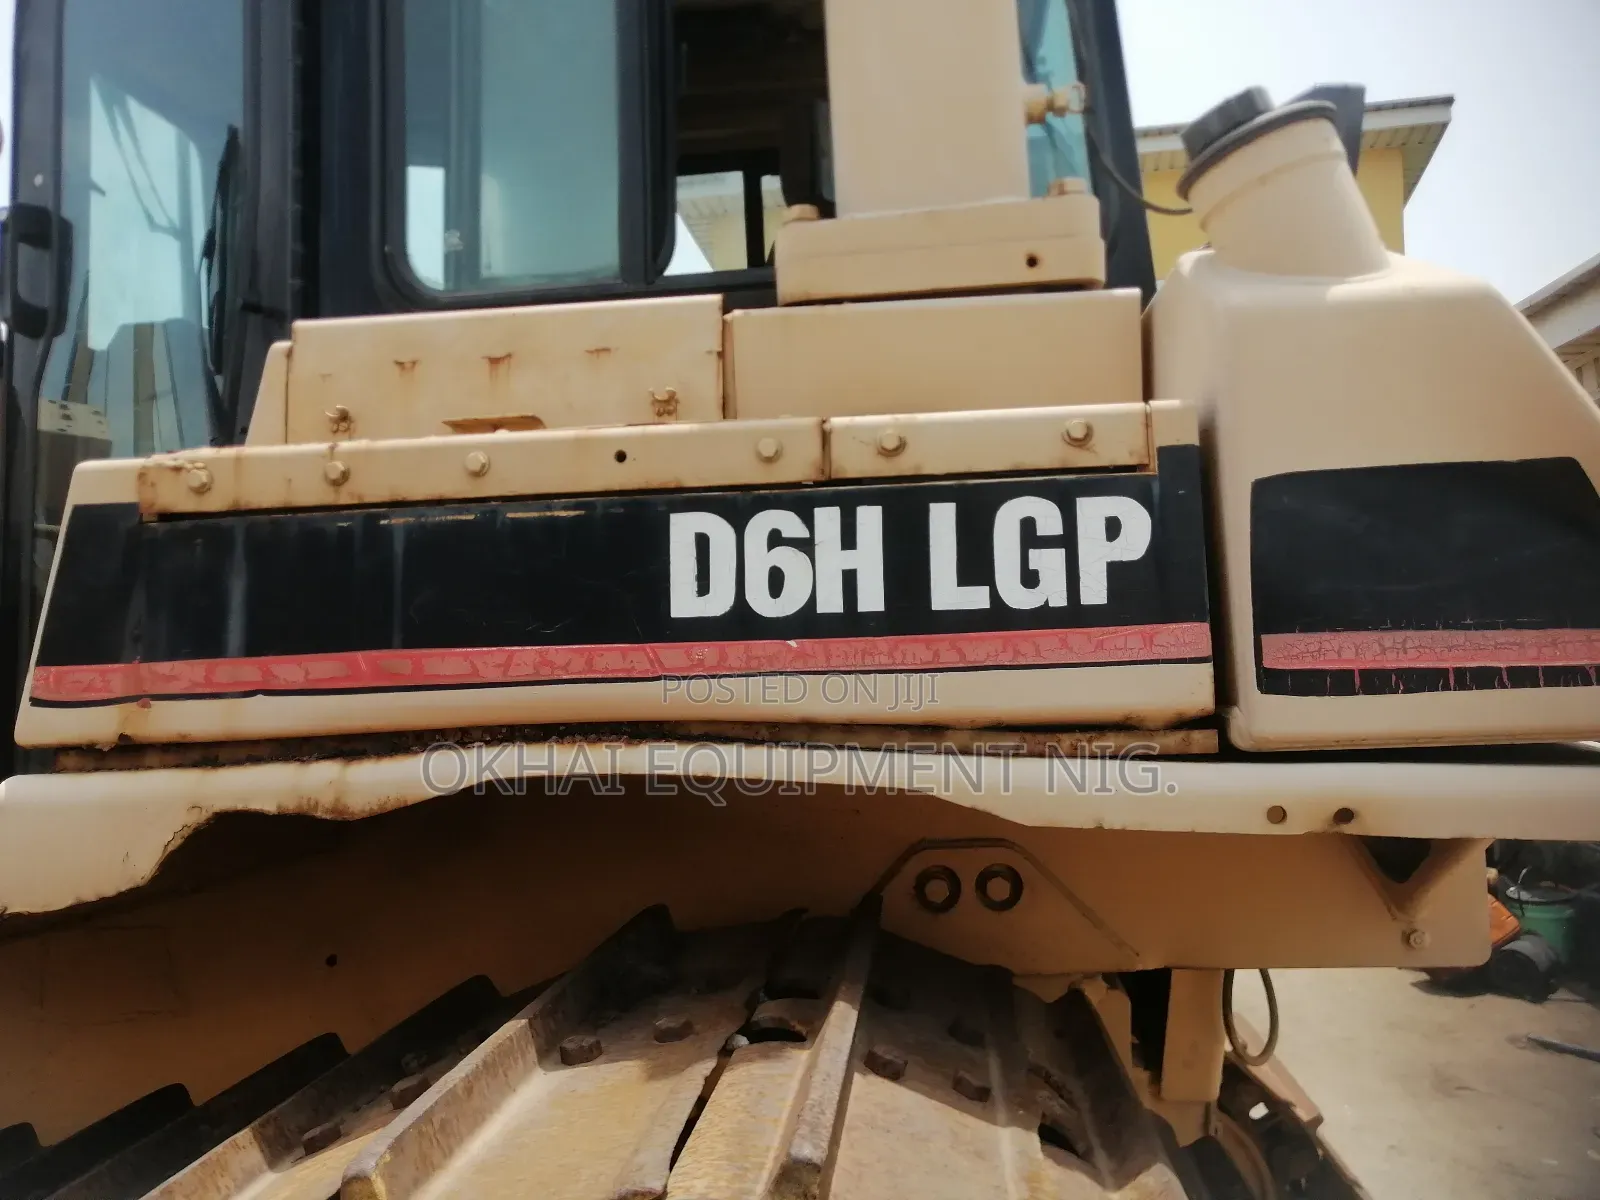 D6H LGP
POSTED ON JIJI
OKHAI EQUIPMENT NIG.